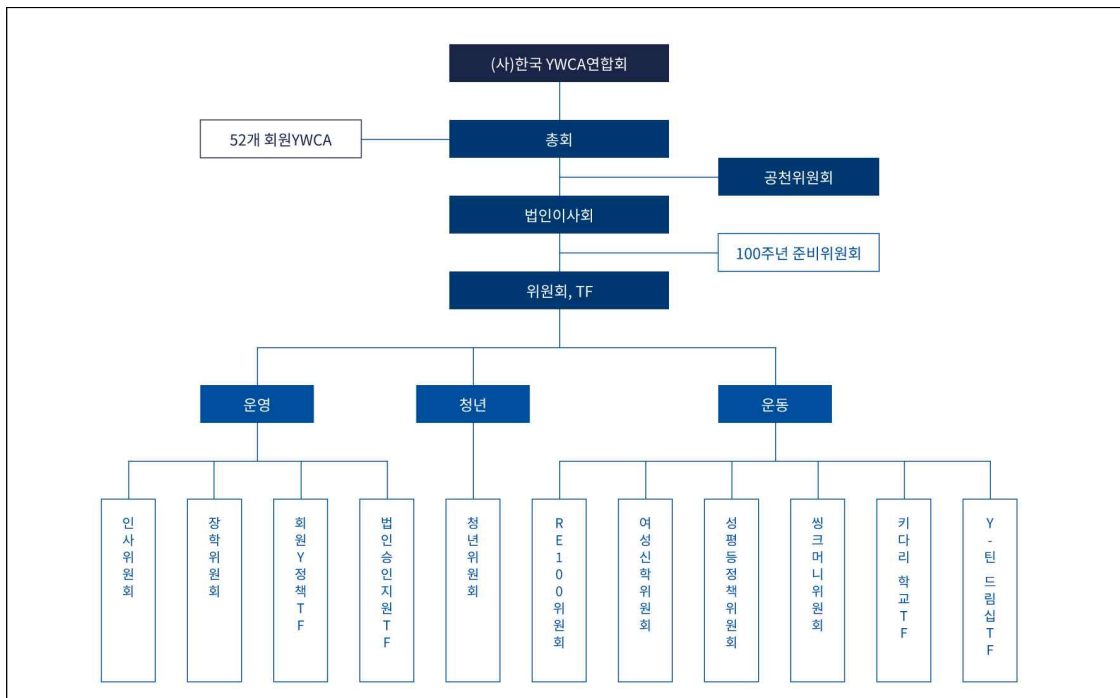 (사)한국 YWCA연합회
52개 회원YWCA
총회
공천위원회
법인이사회
100주년 준비위원회
위원회, TF
운영
청년
운동
인사위원회
장학위원회
회원Y정책TF
법인승인지원TF
청년위원회
RE100위원회
여성신학위원회
성평등정책위원회
씽크머니위원회
키다리 학교TF
Y-틴 드림십TF